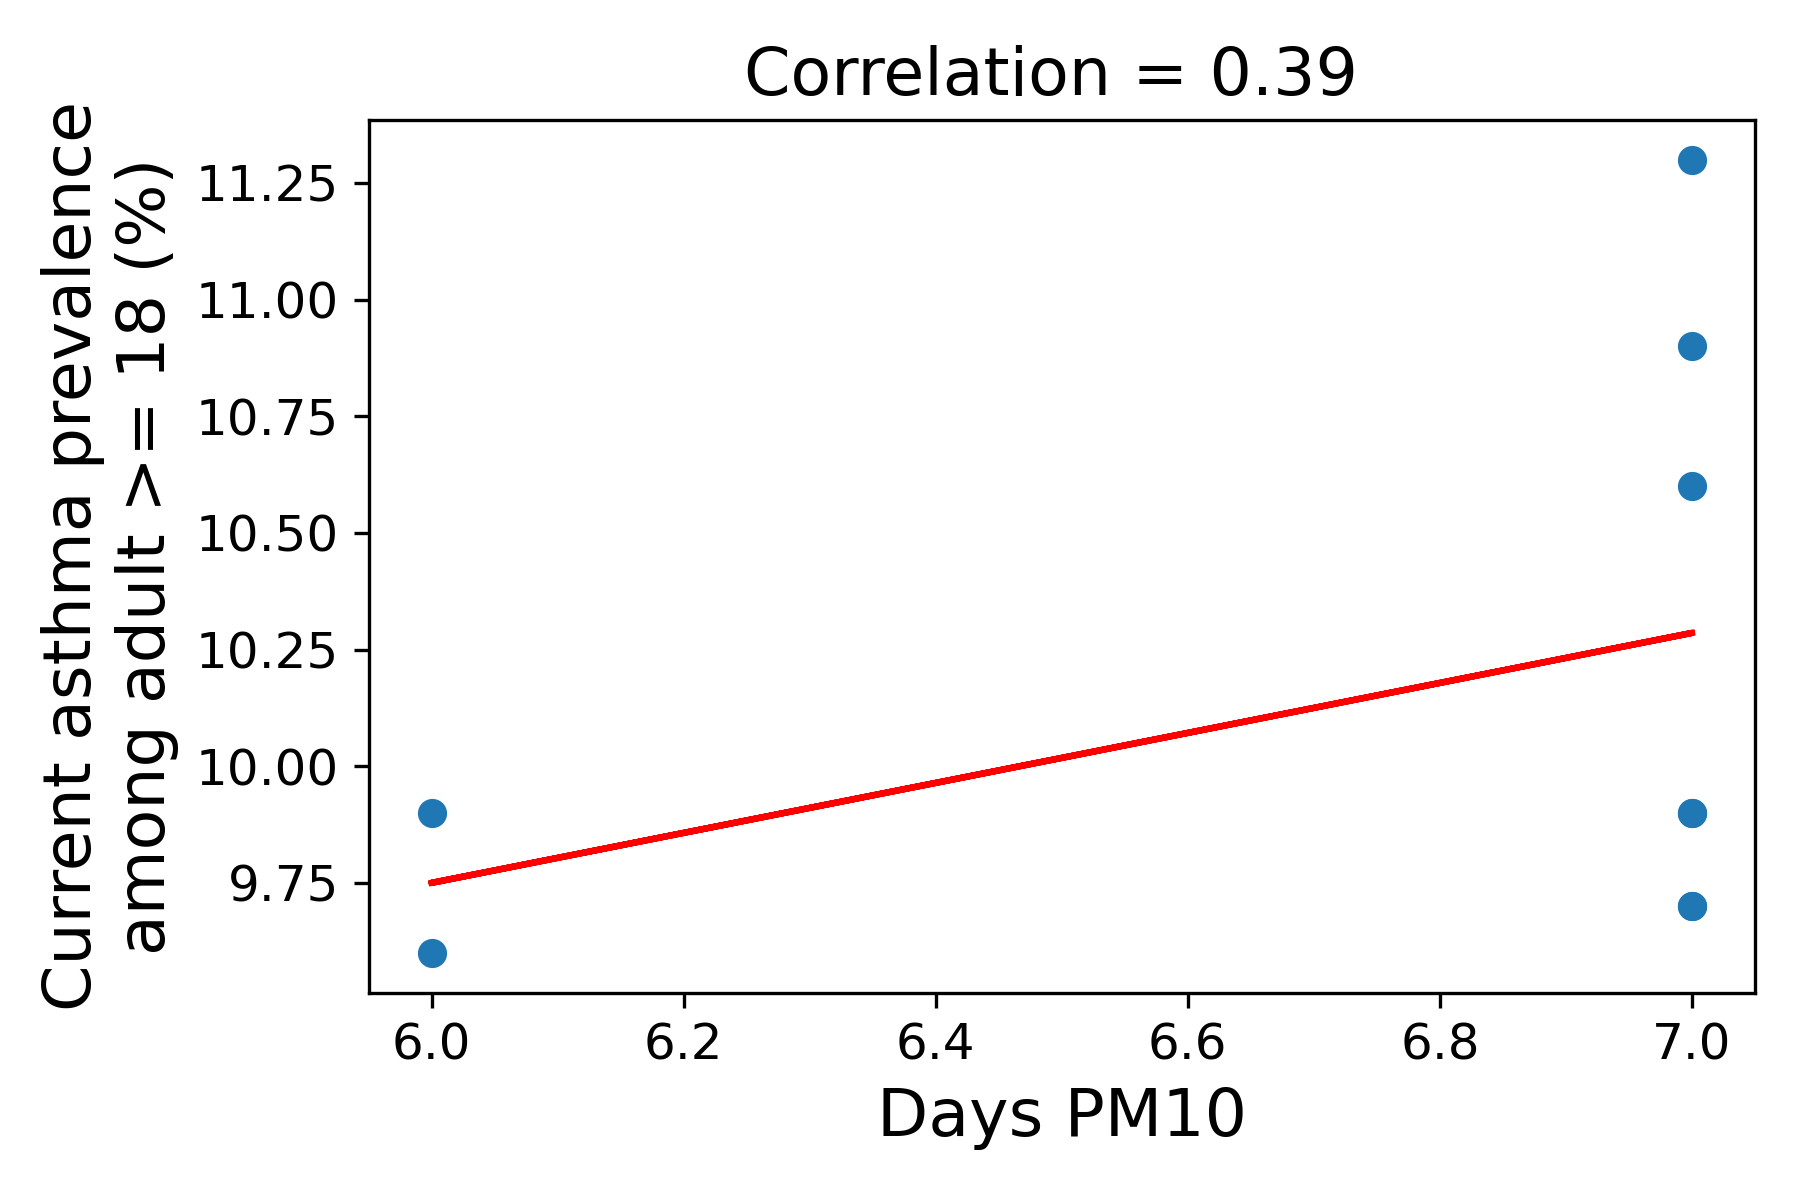 Correlation = 0.39
Current asthma prevalence
among adult >= 18 (%)
11.25
11.00
10.75
10.50
10.25
10.00
9.75
6.0 6.2 6.4 6.6 6.8 7.0
Days PM10